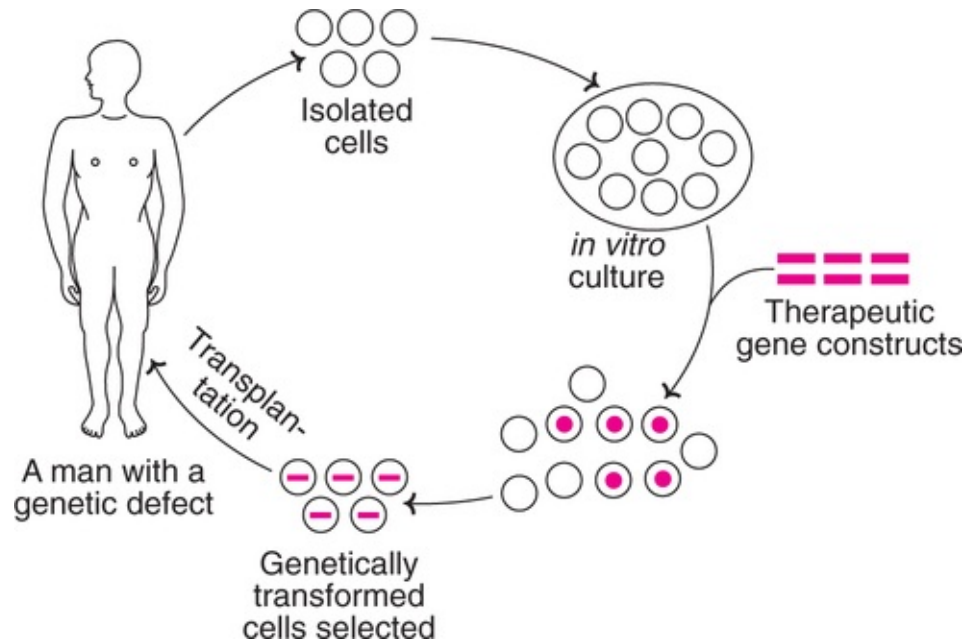 Isolated
cells
in vitro
culture
Therapeutic
gene constructs
Transplan-
tation
A man with a
genetic defect
Genetically
transformed
cells selected